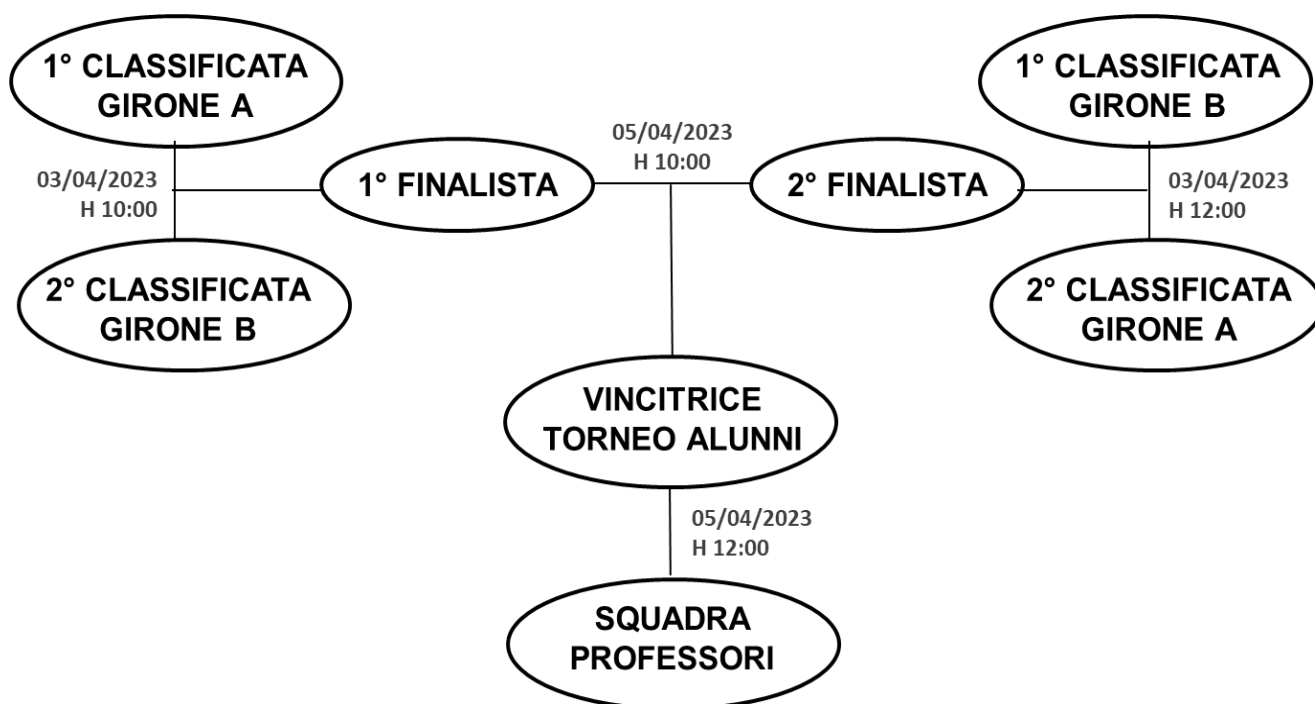 1° CLASSIFICATA
GIRONE A
1° CLASSIFICATA
GIRONE B
05/04/2023
H 10:00
03/04/2023
H 10:00
1° FINALISTA
2° FINALISTA
03/04/2023
H 12:00
2° CLASSIFICATA
GIRONE B
2° CLASSIFICATA
GIRONE A
VINCITRICE
TORNEO ALUNNI
05/04/2023
H 12:00
SQUADRA
PROFESSORI